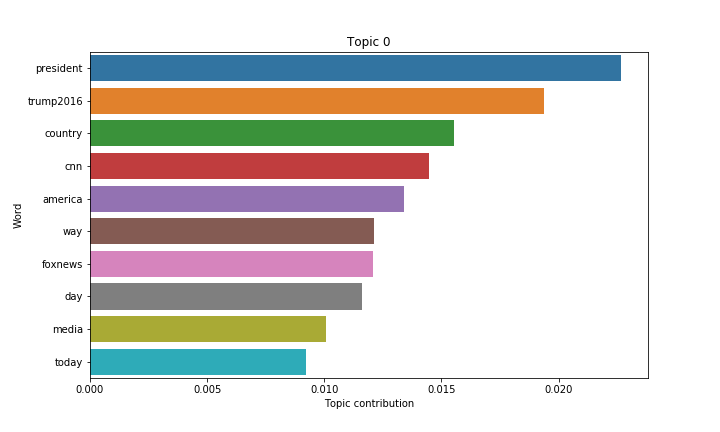 Topic 0
president
trump2016
country
cnn
america
way
foxnews
day
media
today
Word
0.000 0.005 0.010 0.015 0.020
Topic contribution